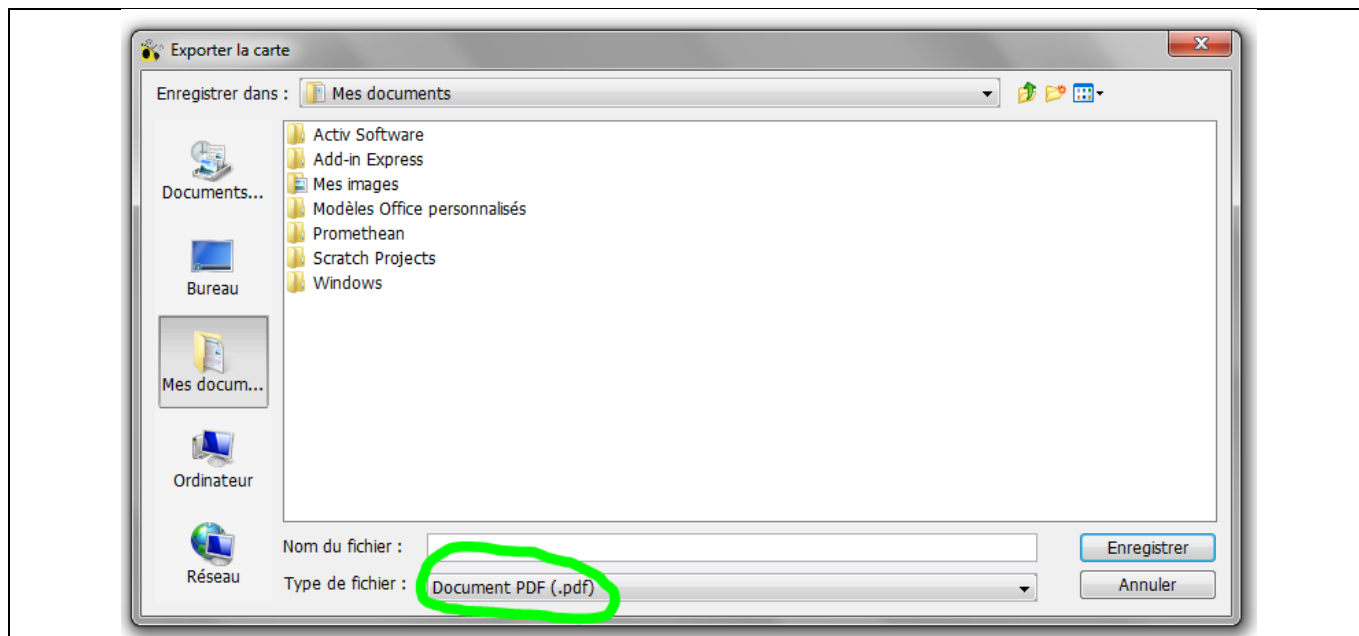 Exporter la carte
Enregistrer dans : Mes documents
Documents...
Bureau
Mes docum...
Ordinateur
Réseau
Activ Software
Add-in Express
Mes images
Modèles Office personnalisés
Promethean
Scratch Projects
Windows
Nom du fichier :
Enregistrer
Type de fichier : Document PDF (.pdf)
Annuler